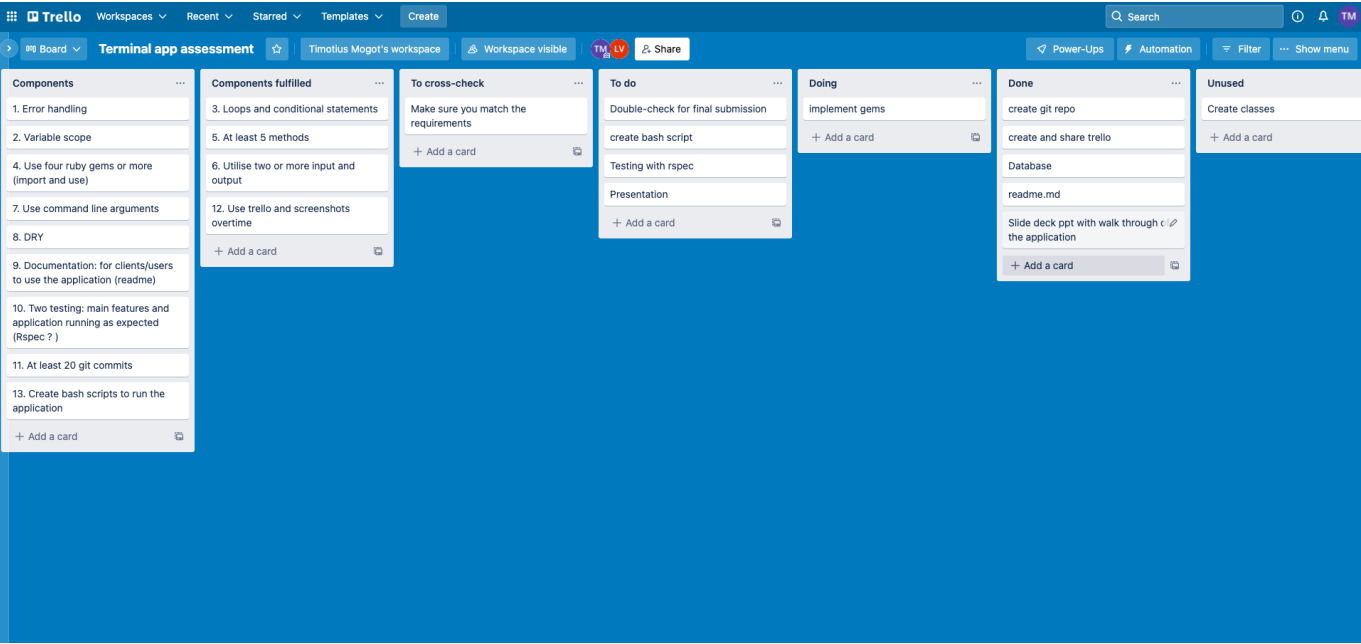 Trello Workspaces Recent Starred Templates Create Search TM
Board Terminal app assessment Timotius Mogot's workspace Workspace visible TM LV Share Power-Ups Automation Filter ... Show menu
Components ...
1. Error handling
2. Variable scope
4. Use four ruby gems or more
(import and use)
7. Use command line arguments
8. DRY
9. Documentation: for clients/users
to use the application (readme)
10. Two testing: main features and
application running as expected
(Rspec ? )
11. At least 20 git commits
13. Create bash scripts to run the
application
+ Add a card
Components fulfilled ...
3. Loops and conditional statements
5. At least 5 methods
6. Utilise two or more input and
output
12. Use trello and screenshots
overtime
+ Add a card
To cross-check ...
Make sure you match the
requirements
+ Add a card
To do ...
Double-check for final submission
create bash script
Testing with rspec
Presentation
+ Add a card
Doing ...
implement gems
+ Add a card
Done ...
create git repo
create and share trello
Database
readme.md
Slide deck ppt with walk through
the application
+ Add a card
Unused
Create classes
+ Add a card